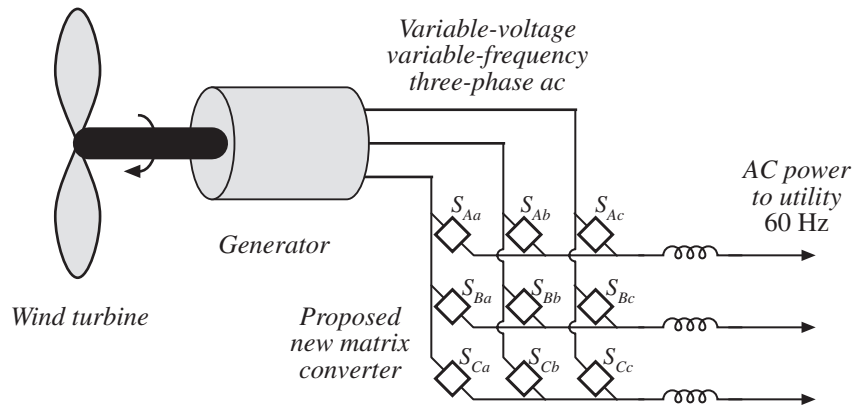 Variable-voltage
variable-frequency
three-phase ac
AC power
to utility
60 Hz
S_Aa
S_Ab
S_Ac
Generator
S_Ba
S_Bb
S_Bc
Wind turbine
Proposed
new matrix
converter
S_Ca
S_Cb
S_Cc